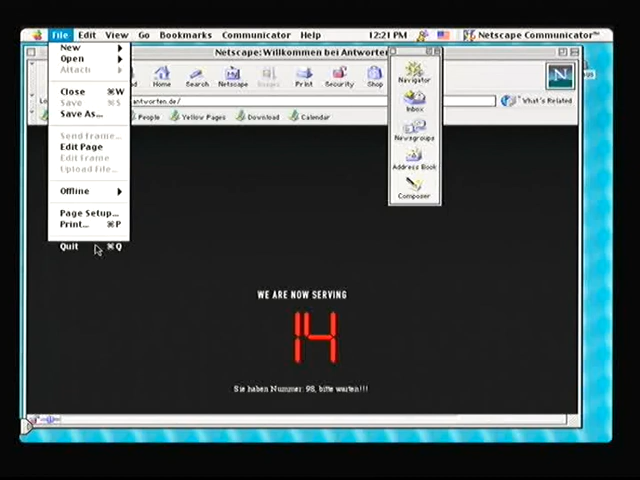 File Edit View Go Bookmarks Communicator Help 12:21 PM Netscape Communicator™
Netscape: Willkommen bei Antworten
New
Open
Attach
Close ⌘W
Save ⌘S
Save As...
Send Frame...
Edit Page
Edit Frame
Upload File...
Offline
Page Setup...
Print... ⌘P
Quit ⌘Q
Home Search Netscape Images Print Security Shop
N
antworten.de/
What's Related
People Yellow Pages Download Calendar
Navigator
Inbox
Newsgroups
Address Book
Composer
WE ARE NOW SERVING
14
Sie haben Nummer: 98, bitte warten!!!